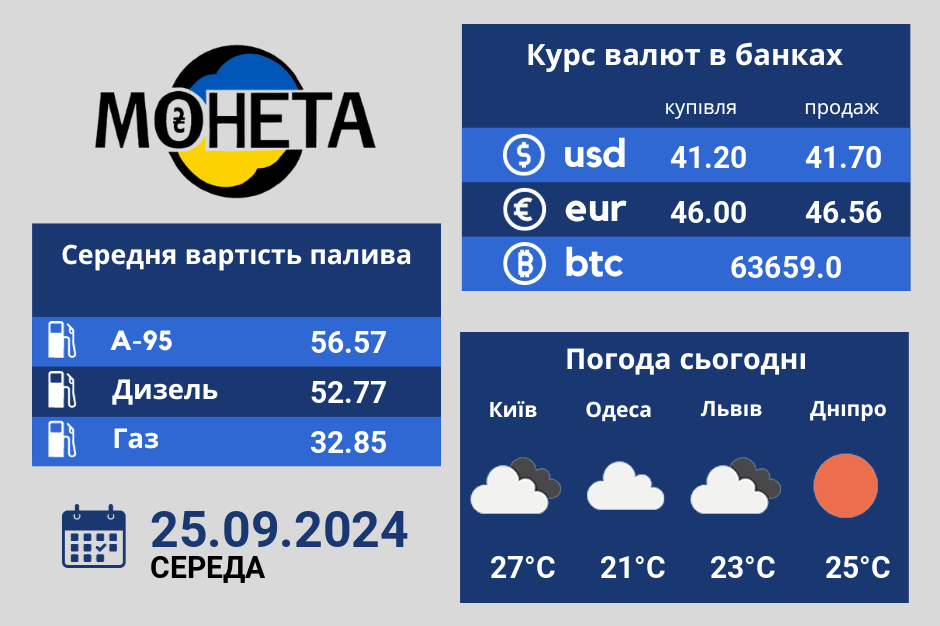 МОНЕТА
Курс валют в банках
купівля продаж
usd 41.20 41.70
eur 46.00 46.56
btc 63659.0
Середня вартість палива
А-95 56.57
Дизель 52.77
Газ 32.85
25.09.2024
СЕРЕДА
Погода сьогодні
Київ Одеса Львів Дніпро
27°C 21°C 23°C 25°C